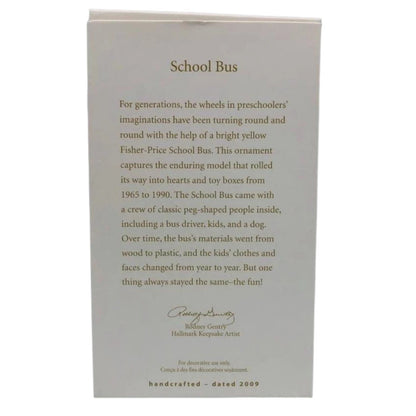 School Bus
For generations, the wheels in preschoolers'
imaginations have been turning round and
round with the help of a bright yellow
Fisher-Price School Bus. This ornament
captures the enduring model that rolled
its way into hearts and toy boxes from
1965 to 1990. The School Bus came with
a crew of classic peg-shaped people inside,
including a bus driver, kids, and a dog.
Over time, the bus's materials went from
wood to plastic, and the kids' clothes and
faces changed from year to year. But one
thing always stayed the same–the fun!
Rodney Gentry
Rodney Gentry
Hallmark Keepsake Artist
For decorative use only.
Conçu à des fins décoratives seulement.
handcrafted – dated 2009